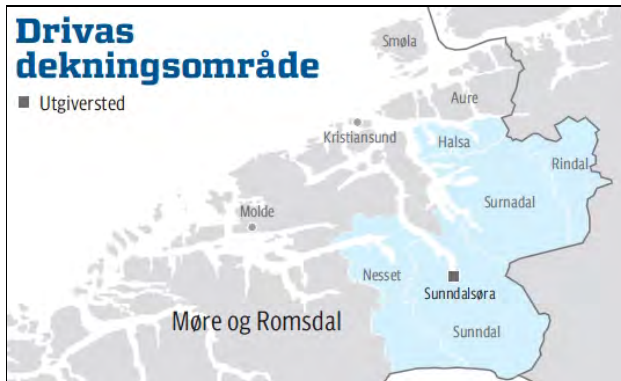 Drivas
dekningsområde
Utgiversted
Smøla
Aure
Kristiansund
Halsa
Rindal
Surnadal
Molde
Nesset
Sunndalsøra
Møre og Romsdal
Sunndal